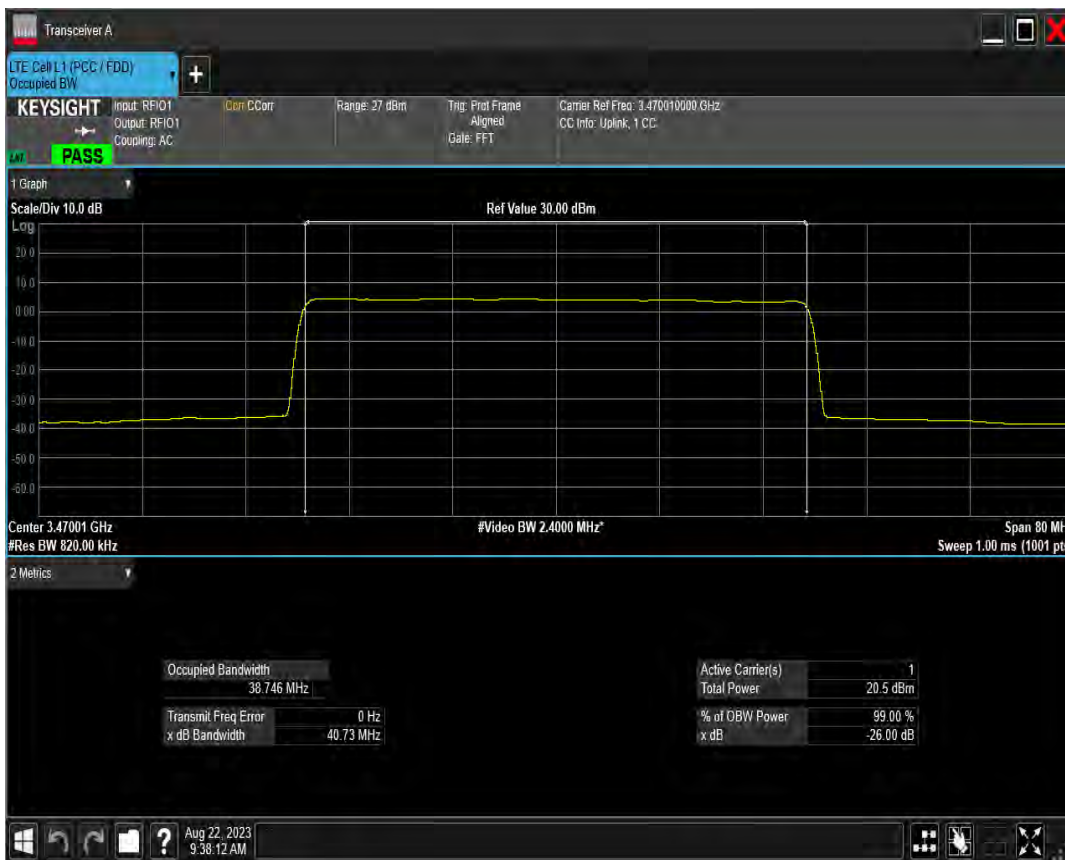 Transceiver A
LTE Cell L1 (PCC / FDD)
Occupied BW
+
KEYSIGHT
PASS
Input: RFIO1
Output: RFIO1
Coupling: AC
Corr CCorr
Range: 27 dBm
Trig: Prot Frame
Aligned
Gate: FFT
Carrier Ref Freq: 3.470010000 GHz
CC Info: Uplink, 1 CC
1 Graph
Scale/Div 10.0 dB
Ref Value 30.00 dBm
Log
20.0
10.0
0.00
-10.0
-20.0
-30.0
-40.0
-50.0
-60.0
Center 3.47001 GHz
#Video BW 2.4000 MHz*
Span 80 MH
#Res BW 820.00 kHz
Sweep 1.00 ms (1001 pt
2 Metrics
Occupied Bandwidth
38.746 MHz
Transmit Freq Error 0 Hz
x dB Bandwidth 40.73 MHz
Active Carrier(s) 1
Total Power 20.5 dBm
% of OBW Power 99.00 %
x dB -26.00 dB
?
Aug 22, 2023
9:38:12 AM